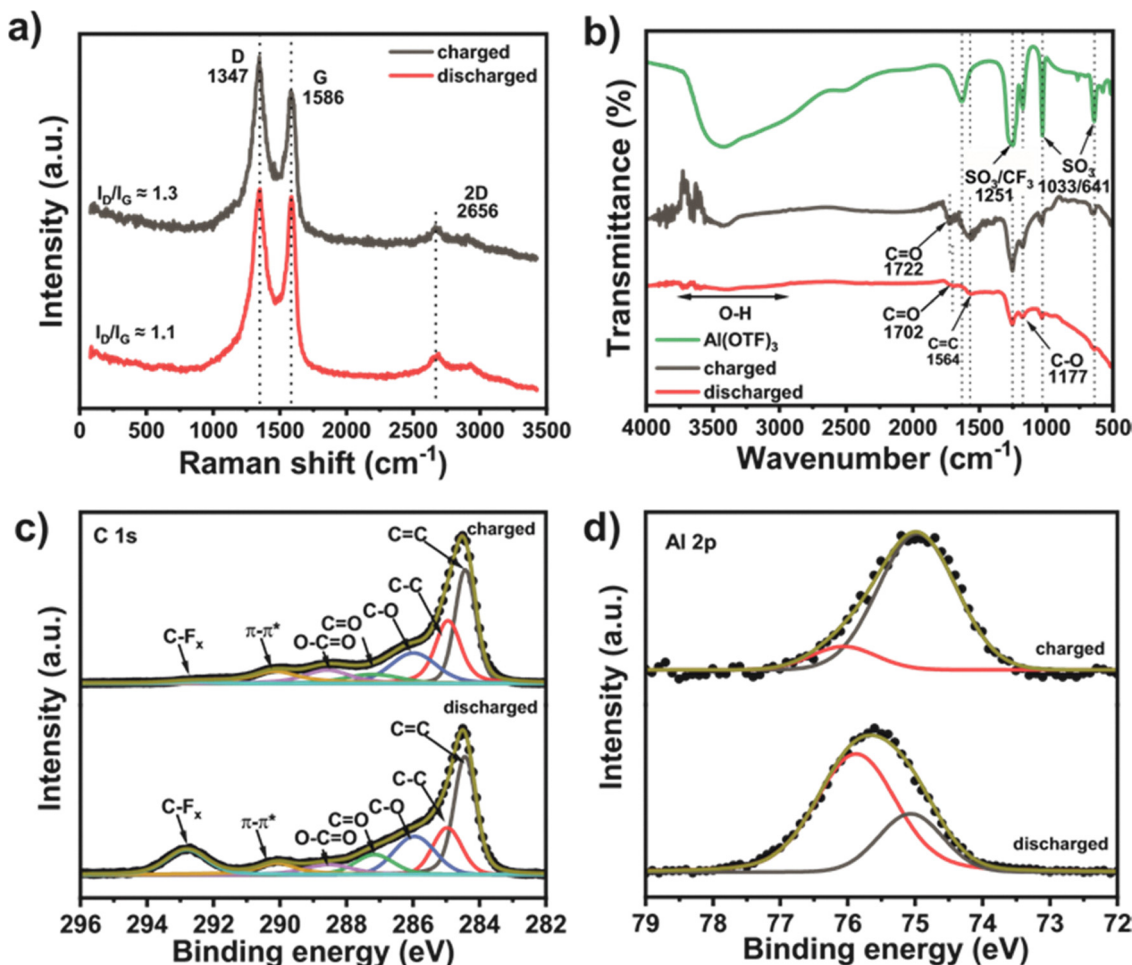 a)
D
1347
G
1586
charged
discharged
I_D/I_G ≈ 1.3
2D
2656
I_D/I_G ≈ 1.1
Intensity (a.u.)
0 500 1000 1500 2000 2500 3000 3500
Raman shift (cm⁻¹)
b)
SO₃/CF₃
1251
SO₃
1033/641
C=O
1722
O-H
C=O
1702
C=C
1564
C-O
1177
Al(OTF)₃
charged
discharged
Transmittance (%)
4000 3500 3000 2500 2000 1500 1000 500
Wavenumber (cm⁻¹)
c)
C 1s
charged
C=C
C-C
C-O
C=O
O-C=O
π-π*
C-Fₓ
discharged
C=C
C-C
C-O
C=O
O-C=O
π-π*
C-Fₓ
Intensity (a.u.)
296 294 292 290 288 286 284 282
Binding energy (eV)
d)
Al 2p
charged
discharged
Intensity (a.u.)
79 78 77 76 75 74 73 72
Binding energy (eV)